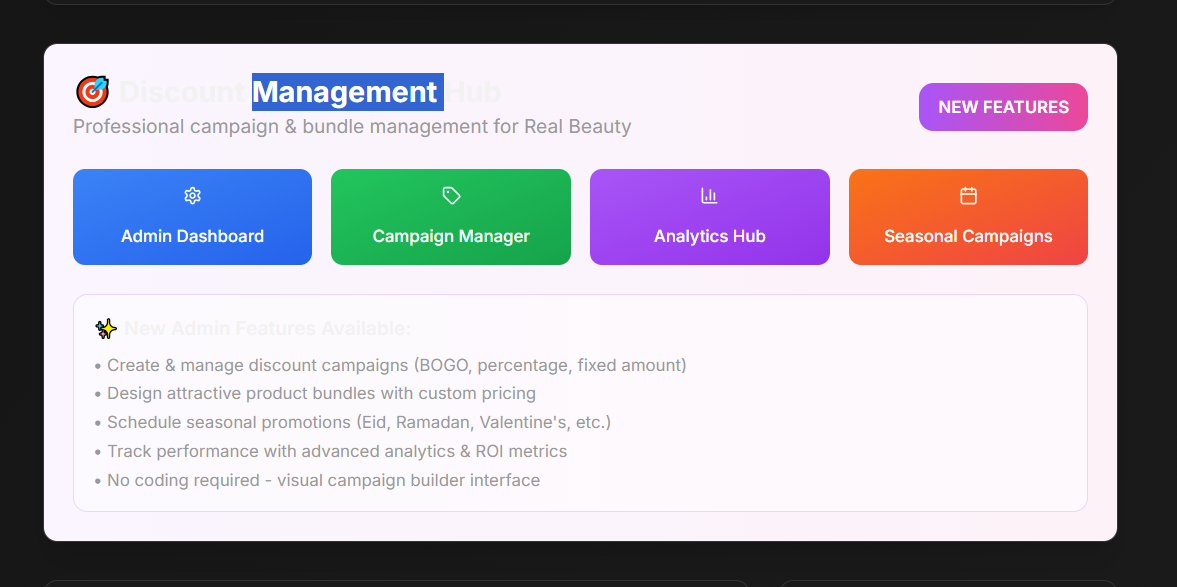 🎯 Discount Management Hub
Professional campaign & bundle management for Real Beauty
NEW FEATURES
Admin Dashboard
Campaign Manager
Analytics Hub
Seasonal Campaigns
✨ New Admin Features Available:
• Create & manage discount campaigns (BOGO, percentage, fixed amount)
• Design attractive product bundles with custom pricing
• Schedule seasonal promotions (Eid, Ramadan, Valentine's, etc.)
• Track performance with advanced analytics & ROI metrics
• No coding required - visual campaign builder interface